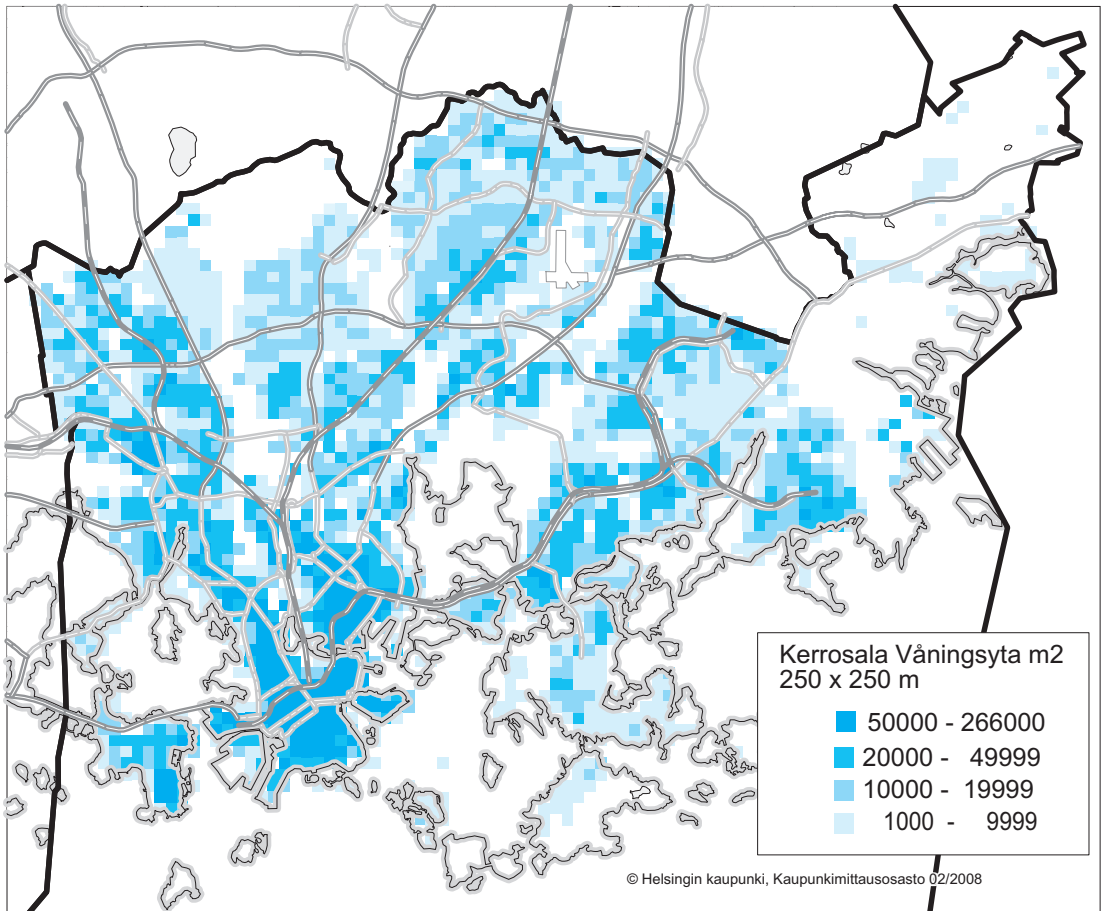 Kerrosala Våningsyta m2
250 x 250 m
50000 - 266000
20000 - 49999
10000 - 19999
1000 - 9999
© Helsingin kaupunki, Kaupunkimittausosasto 02/2008